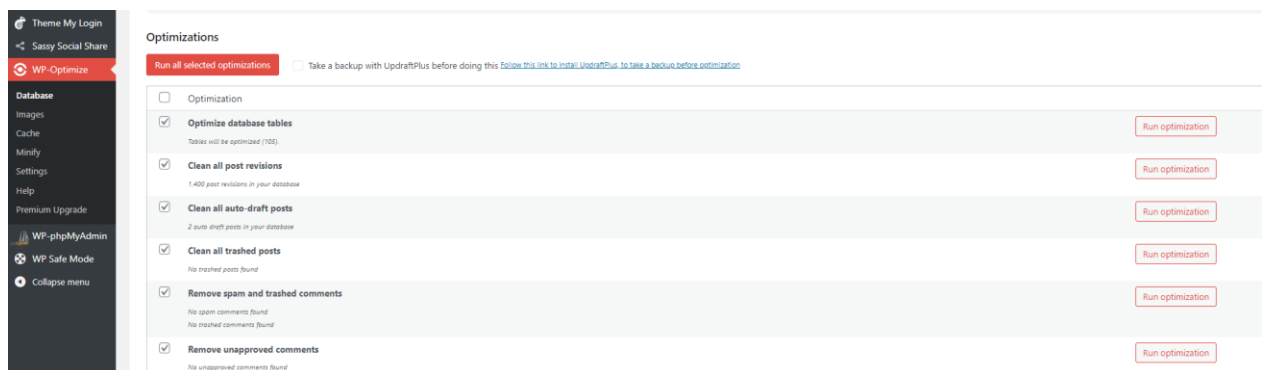 Theme My Login
Sassy Social Share
WP-Optimize
Database
Images
Cache
Minify
Settings
Help
Premium Upgrade
WP-phpMyAdmin
WP Safe Mode
Collapse menu
Optimizations
Run all selected optimizations Take a backup with UpdraftPlus before doing this Follow this link to install UpdraftPlus, to take a backup before optimization
Optimization
Optimize database tables
Tables will be optimized (105).
Run optimization
Clean all post revisions
1,400 post revisions in your database
Run optimization
Clean all auto-draft posts
2 auto draft posts in your database
Run optimization
Clean all trashed posts
No trashed posts found
Run optimization
Remove spam and trashed comments
No spam comments found
No trashed comments found
Run optimization
Remove unapproved comments
No unapproved comments found
Run optimization